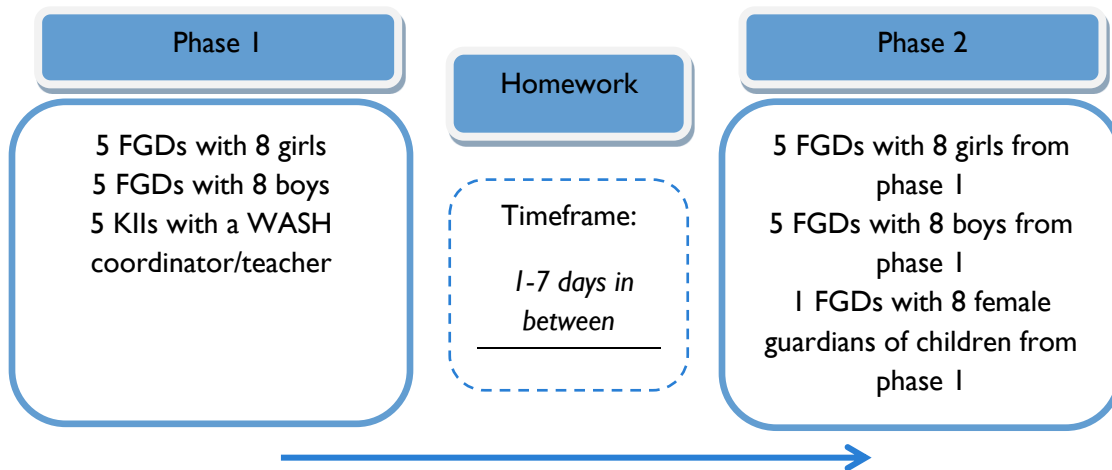 Phase 1
5 FGDs with 8 girls
5 FGDs with 8 boys
5 KIIs with a WASH
coordinator/teacher
Homework
Timeframe:
1-7 days in
between
Phase 2
5 FGDs with 8 girls from
phase 1
5 FGDs with 8 boys from
phase 1
1 FGDs with 8 female
guardians of children from
phase 1